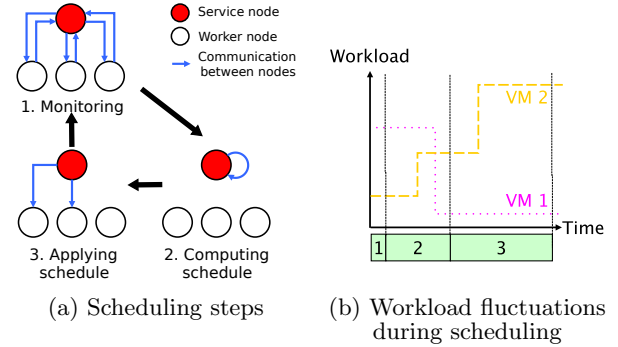 Service node
Worker node
Communication
between nodes
1. Monitoring
3. Applying
schedule
2. Computing
schedule
(a) Scheduling steps
Workload
VM 2
VM 1
Time
1 2 3
(b) Workload fluctuations
during scheduling